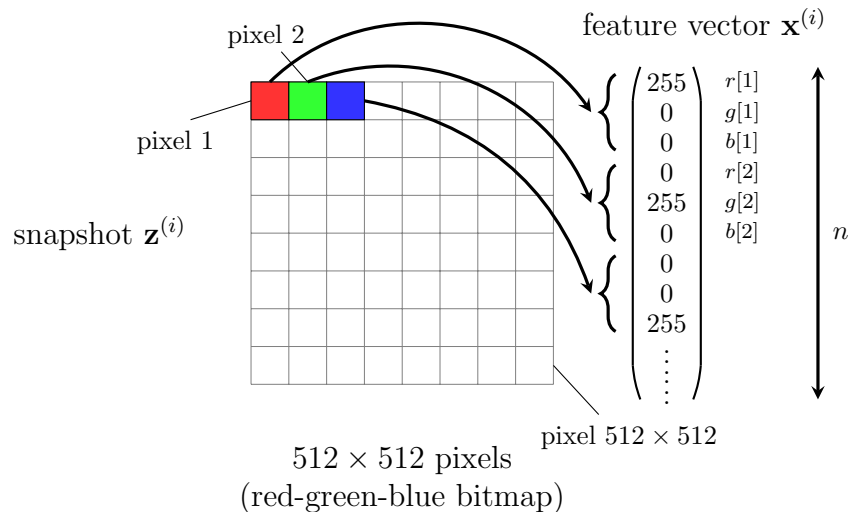 feature vector x^(i)
pixel 2
pixel 1
snapshot z^(i)
255 r[1]
0 g[1]
0 b[1]
0 r[2]
255 g[2]
0 b[2]
0
0
255
n
pixel 512 × 512
512 × 512 pixels
(red-green-blue bitmap)